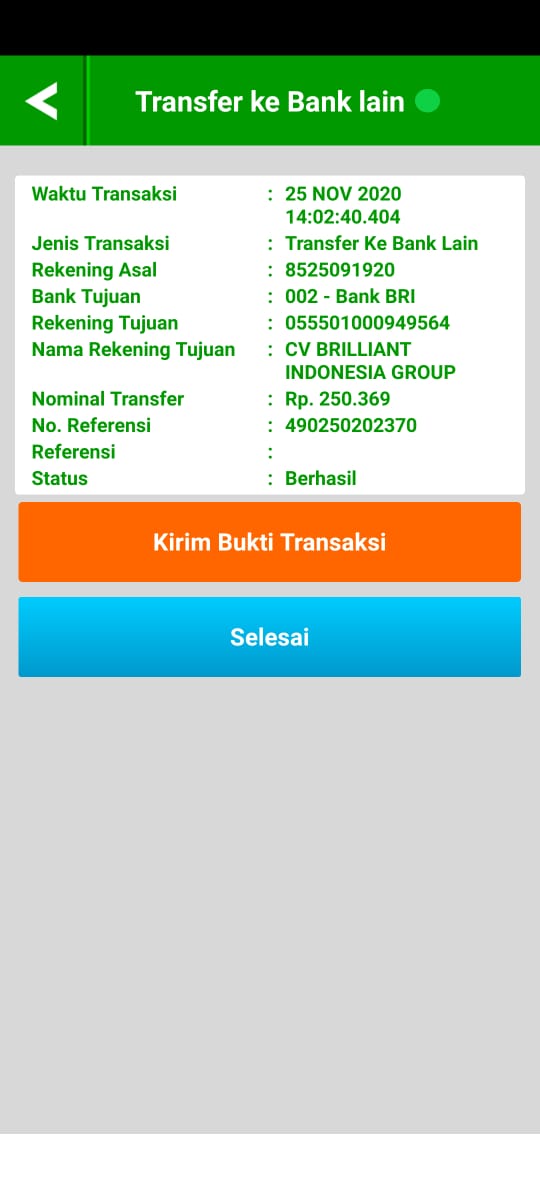 Transfer ke Bank lain
Waktu Transaksi : 25 NOV 2020
14:02:40.404
Jenis Transaksi : Transfer Ke Bank Lain
Rekening Asal : 8525091920
Bank Tujuan : 002 - Bank BRI
Rekening Tujuan : 055501000949564
Nama Rekening Tujuan : CV BRILLIANT
INDONESIA GROUP
Nominal Transfer : Rp. 250.369
No. Referensi : 490250202370
Referensi :
Status : Berhasil
Kirim Bukti Transaksi
Selesai